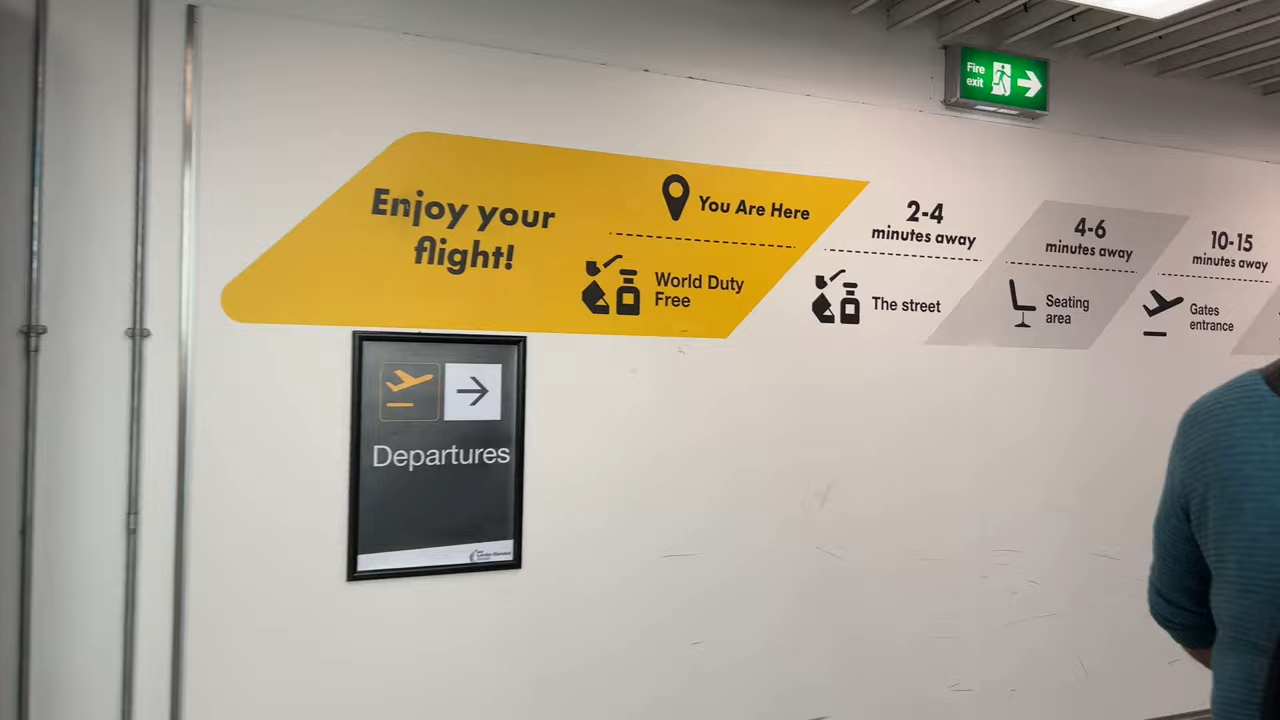 Fire
exit
Enjoy your
flight!
You Are Here
World Duty
Free
2-4
minutes away
The street
4-6
minutes away
Seating
area
10-15
minutes away
Gates
entrance
Departures